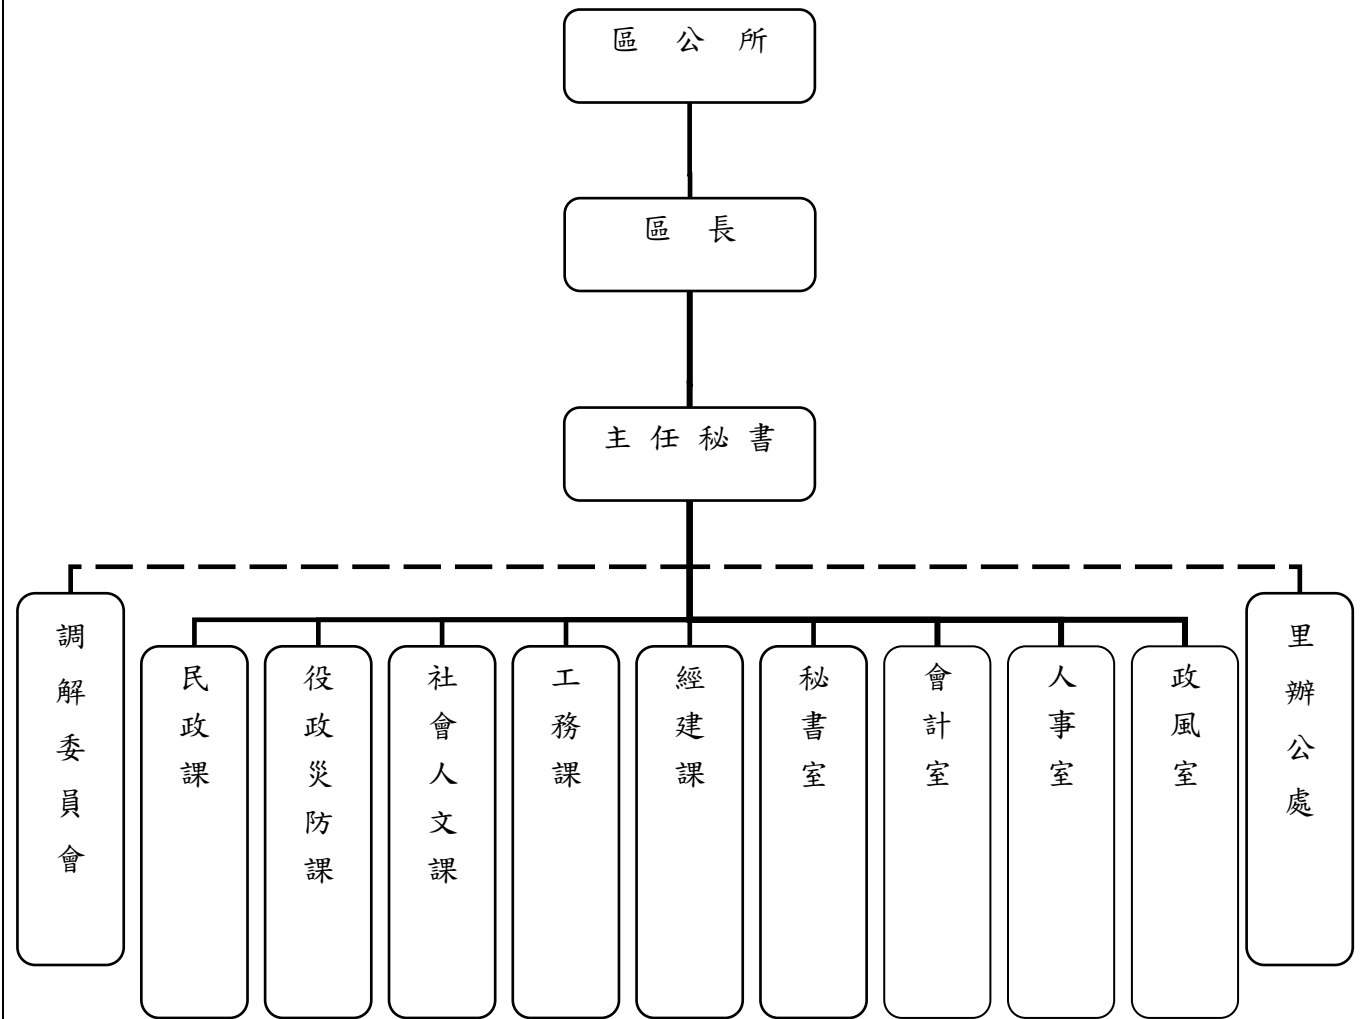 區公所
區長
主任秘書
調解委員會
民政課
役政災防課
社會人文課
工務課
經建課
秘書室
會計室
人事室
政風室
里辦公處